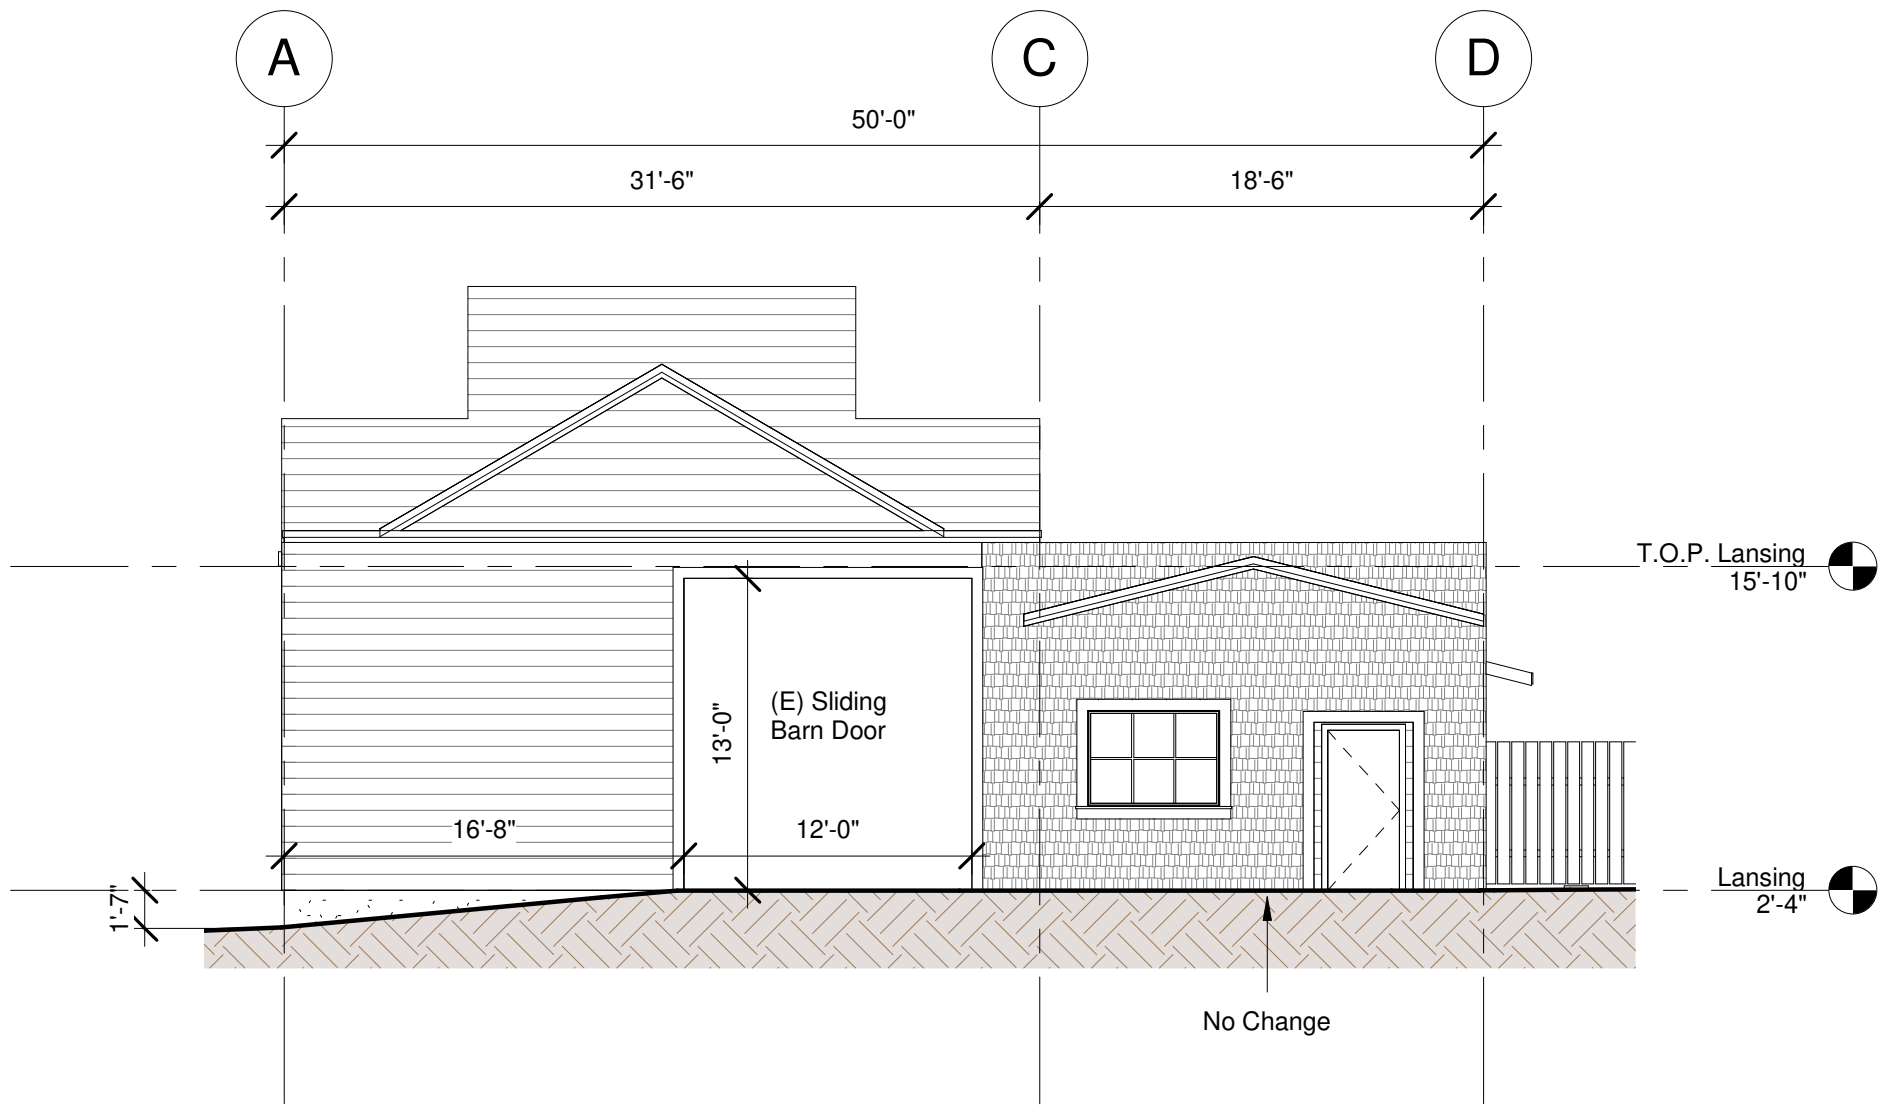 A
C
D
50'-0"
31'-6"
18'-6"
T.O.P. Lansing
15'-10"
(E) Sliding
Barn Door
13'-0"
16'-8"
12'-0"
1'-7"
Lansing
2'-4"
No Change